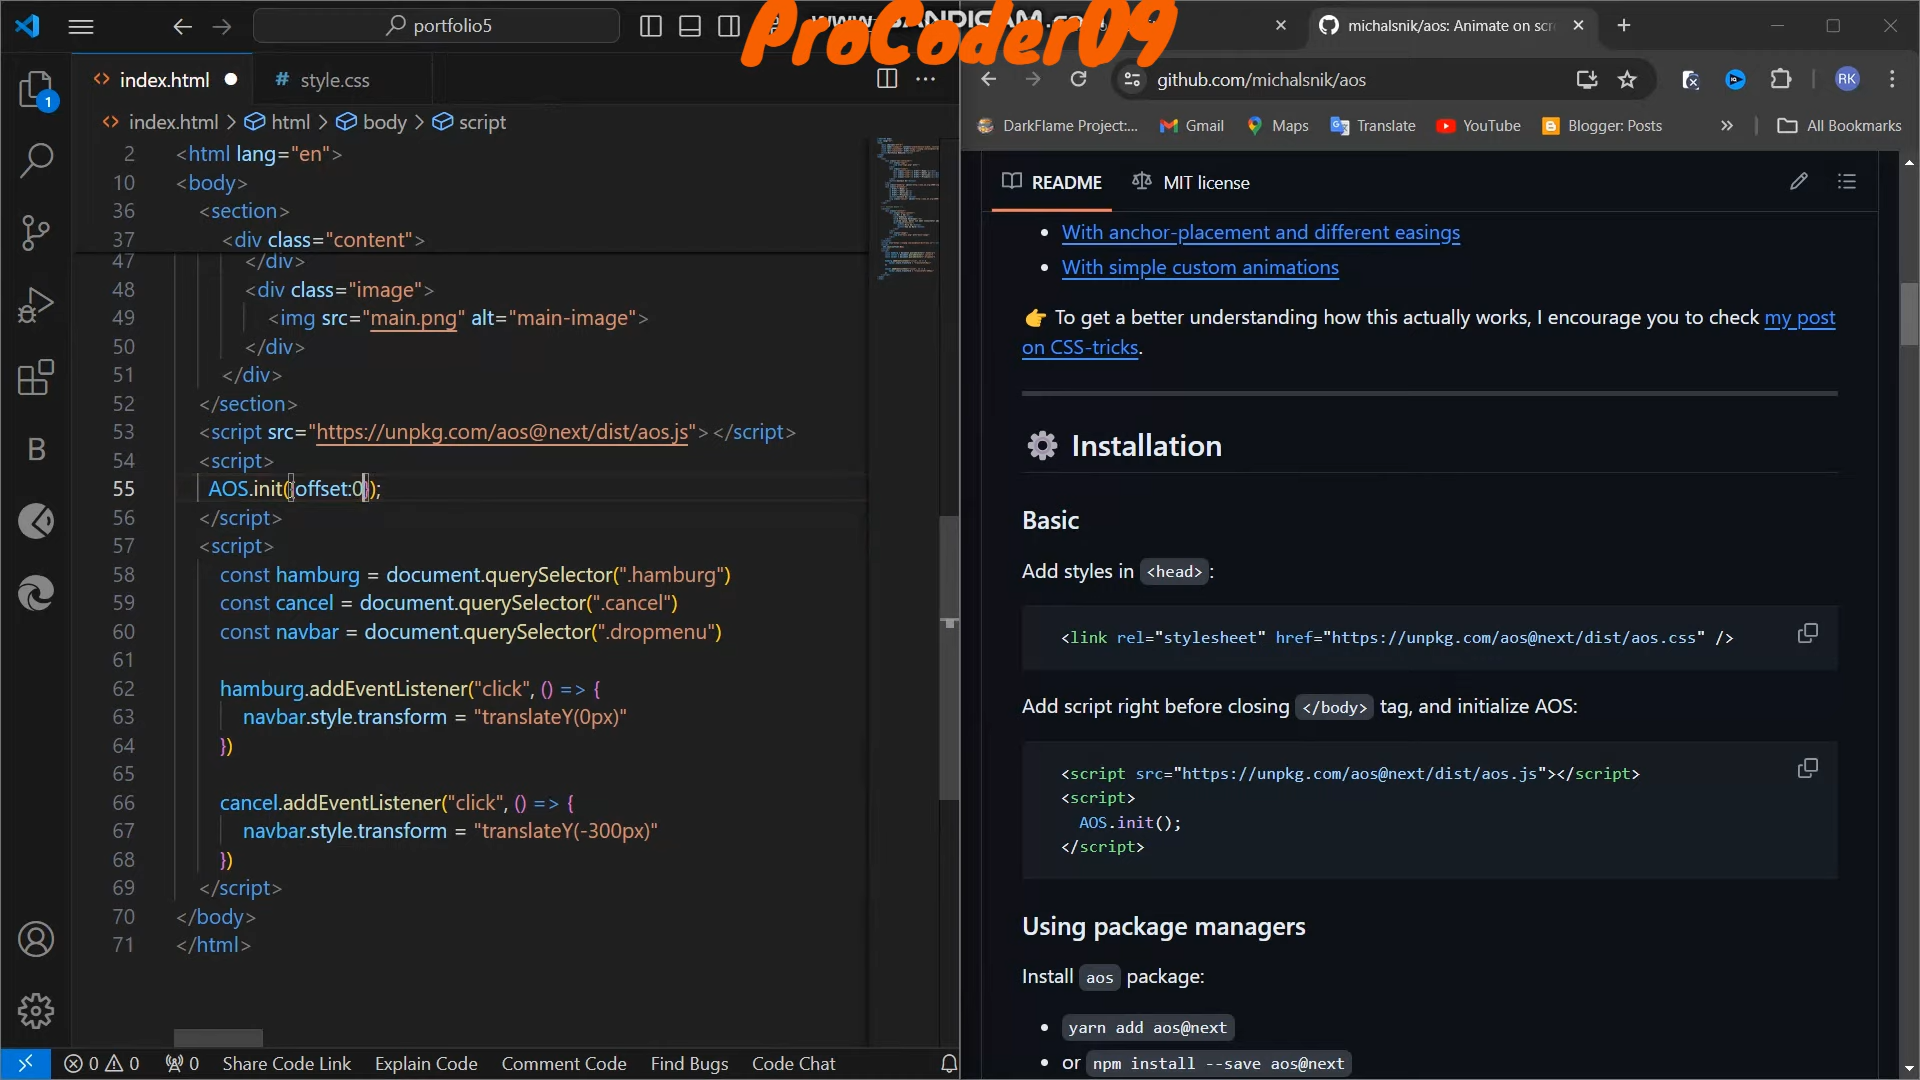 portfolio5
www.BANDICAM.com
ProCoder09
michalsnik/aos: Animate on scr
index.html
# style.css
github.com/michalsnik/aos
RK
1
index.html > html > body > script
DarkFlame Project:...
Gmail
Maps
Translate
YouTube
Blogger: Posts
All Bookmarks
2 <html lang="en">
10 <body>
36 <section>
37 <div class="content">
47 </div>
48 <div class="image">
49 <img src="main.png" alt="main-image">
50 </div>
51 </div>
52 </section>
53 <script src="https://unpkg.com/aos@next/dist/aos.js"></script>
54 <script>
55 AOS.init({offset:0});
56 </script>
57 <script>
58 const hamburg = document.querySelector(".hamburg")
59 const cancel = document.querySelector(".cancel")
60 const navbar = document.querySelector(".dropmenu")
61
62 hamburg.addEventListener("click", () => {
63 navbar.style.transform = "translateY(0px)"
64 })
65
66 cancel.addEventListener("click", () => {
67 navbar.style.transform = "translateY(-300px)"
68 })
69 </script>
70 </body>
71 </html>
B
0 0 0 Share Code Link Explain Code Comment Code Find Bugs Code Chat
README
MIT license
With anchor-placement and different easings
With simple custom animations
👉 To get a better understanding how this actually works, I encourage you to check my post
on CSS-tricks.
⚙ Installation
Basic
Add styles in <head>:
<link rel="stylesheet" href="https://unpkg.com/aos@next/dist/aos.css" />
Add script right before closing </body> tag, and initialize AOS:
<script src="https://unpkg.com/aos@next/dist/aos.js"></script>
<script>
AOS.init();
</script>
Using package managers
Install aos package:
yarn add aos@next
or npm install --save aos@next